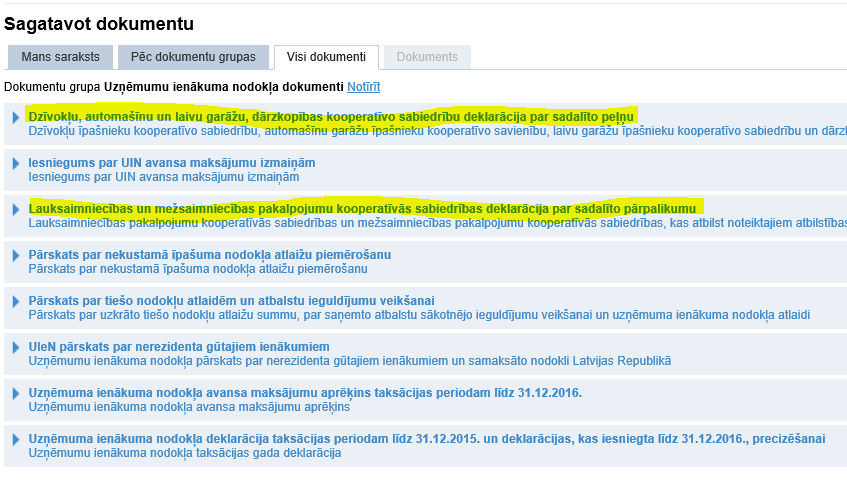 Sagatavot dokumentu
Mans saraksts
Pēc dokumentu grupas
Visi dokumenti
Dokuments
Dokumentu grupa Uzņēmumu ienākuma nodokļa dokumenti Notīrīt
Dzīvokļu, automašīnu un laivu garāžu, dārzkopības kooperatīvo sabiedrību deklarācija par sadalīto peļņu
Dzīvokļu īpašnieku kooperatīvo sabiedrību, automašīnu garāžu īpašnieku kooperatīvo savienību, laivu garāžu īpašnieku kooperatīvo sabiedrību un dārz
Iesniegums par UIN avansa maksājumu izmaiņām
Iesniegums par UIN avansa maksājumu izmaiņām
Lauksaimniecības un mežsaimniecības pakalpojumu kooperatīvās sabiedrības deklarācija par sadalīto pārpalikumu
Lauksaimniecības pakalpojumu kooperatīvās sabiedrības un mežsaimniecības pakalpojumu kooperatīvās sabiedrības, kas atbilst noteiktajiem atbilstības
Pārskats par nekustamā īpašuma nodokļa atlaižu piemērošanu
Pārskats par nekustamā īpašuma nodokļa atlaižu piemērošanu
Pārskats par tiešo nodokļu atlaidēm un atbalstu ieguldījumu veikšanai
Pārskats par uzkrāto tiešo nodokļu atlaižu summu, par saņemto atbalstu sākotnējo ieguldījumu veikšanai un uzņēmuma ienākuma nodokļa atlaidi
UIeN pārskats par nerezidenta gūtajiem ienākumiem
Uzņēmumu ienākuma nodokļa pārskats par nerezidenta gūtajiem ienākumiem un samaksāto nodokli Latvijas Republikā
Uzņēmuma ienākuma nodokļa avansa maksājumu aprēķins taksācijas periodam līdz 31.12.2016.
Uzņēmumu ienākuma nodokļa avansa maksājumu aprēķins
Uzņēmuma ienākuma nodokļa deklarācija taksācijas periodam līdz 31.12.2015. un deklarācijas, kas iesniegta līdz 31.12.2016., precizēšanai
Uzņēmumu ienākuma nodokļa taksācijas gada deklarācija